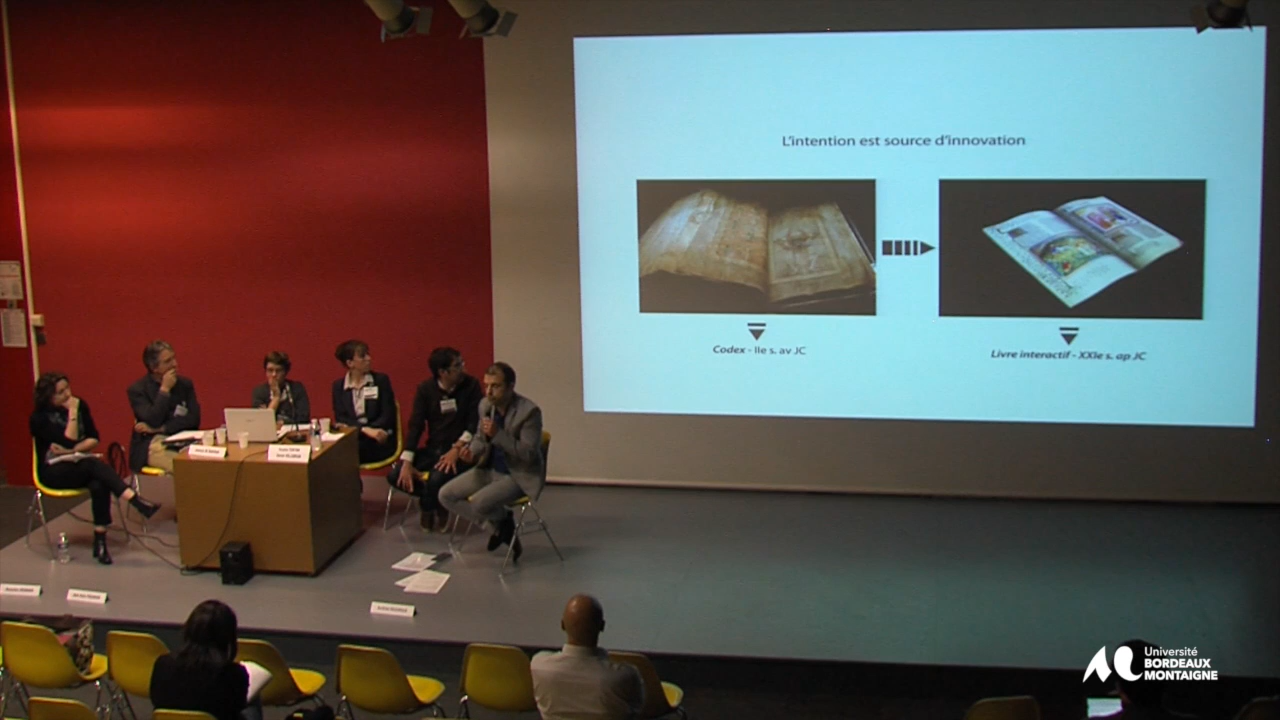 L'intention est source d'innovation
Codex - IIe s. av JC
Livre interactif - XXIe s. ap JC
Université
BORDEAUX
MONTAIGNE